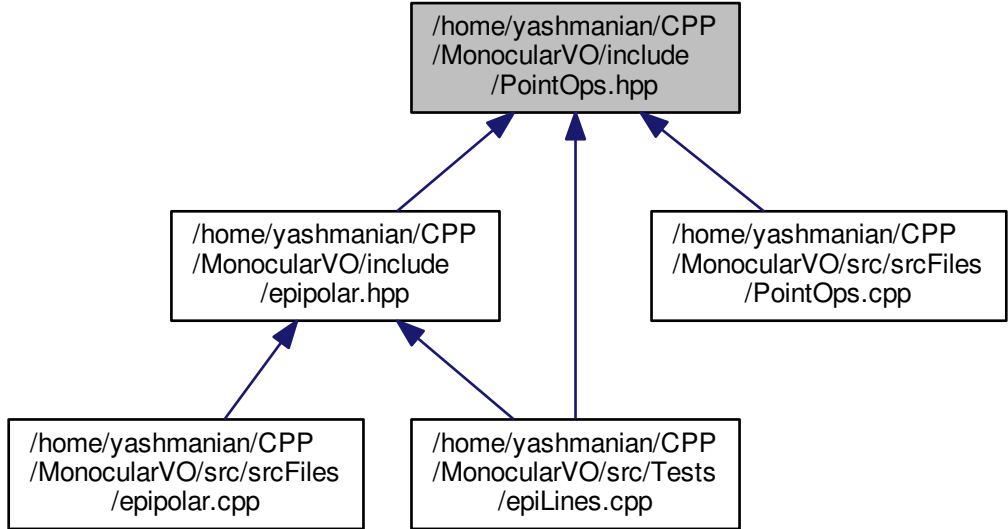 /home/yashmanian/CPP
/MonocularVO/include
/PointOps.hpp
/home/yashmanian/CPP
/MonocularVO/include
/epipolar.hpp
/home/yashmanian/CPP
/MonocularVO/src/srcFiles
/PointOps.cpp
/home/yashmanian/CPP
/MonocularVO/src/srcFiles
/epipolar.cpp
/home/yashmanian/CPP
/MonocularVO/src/Tests
/epiLines.cpp